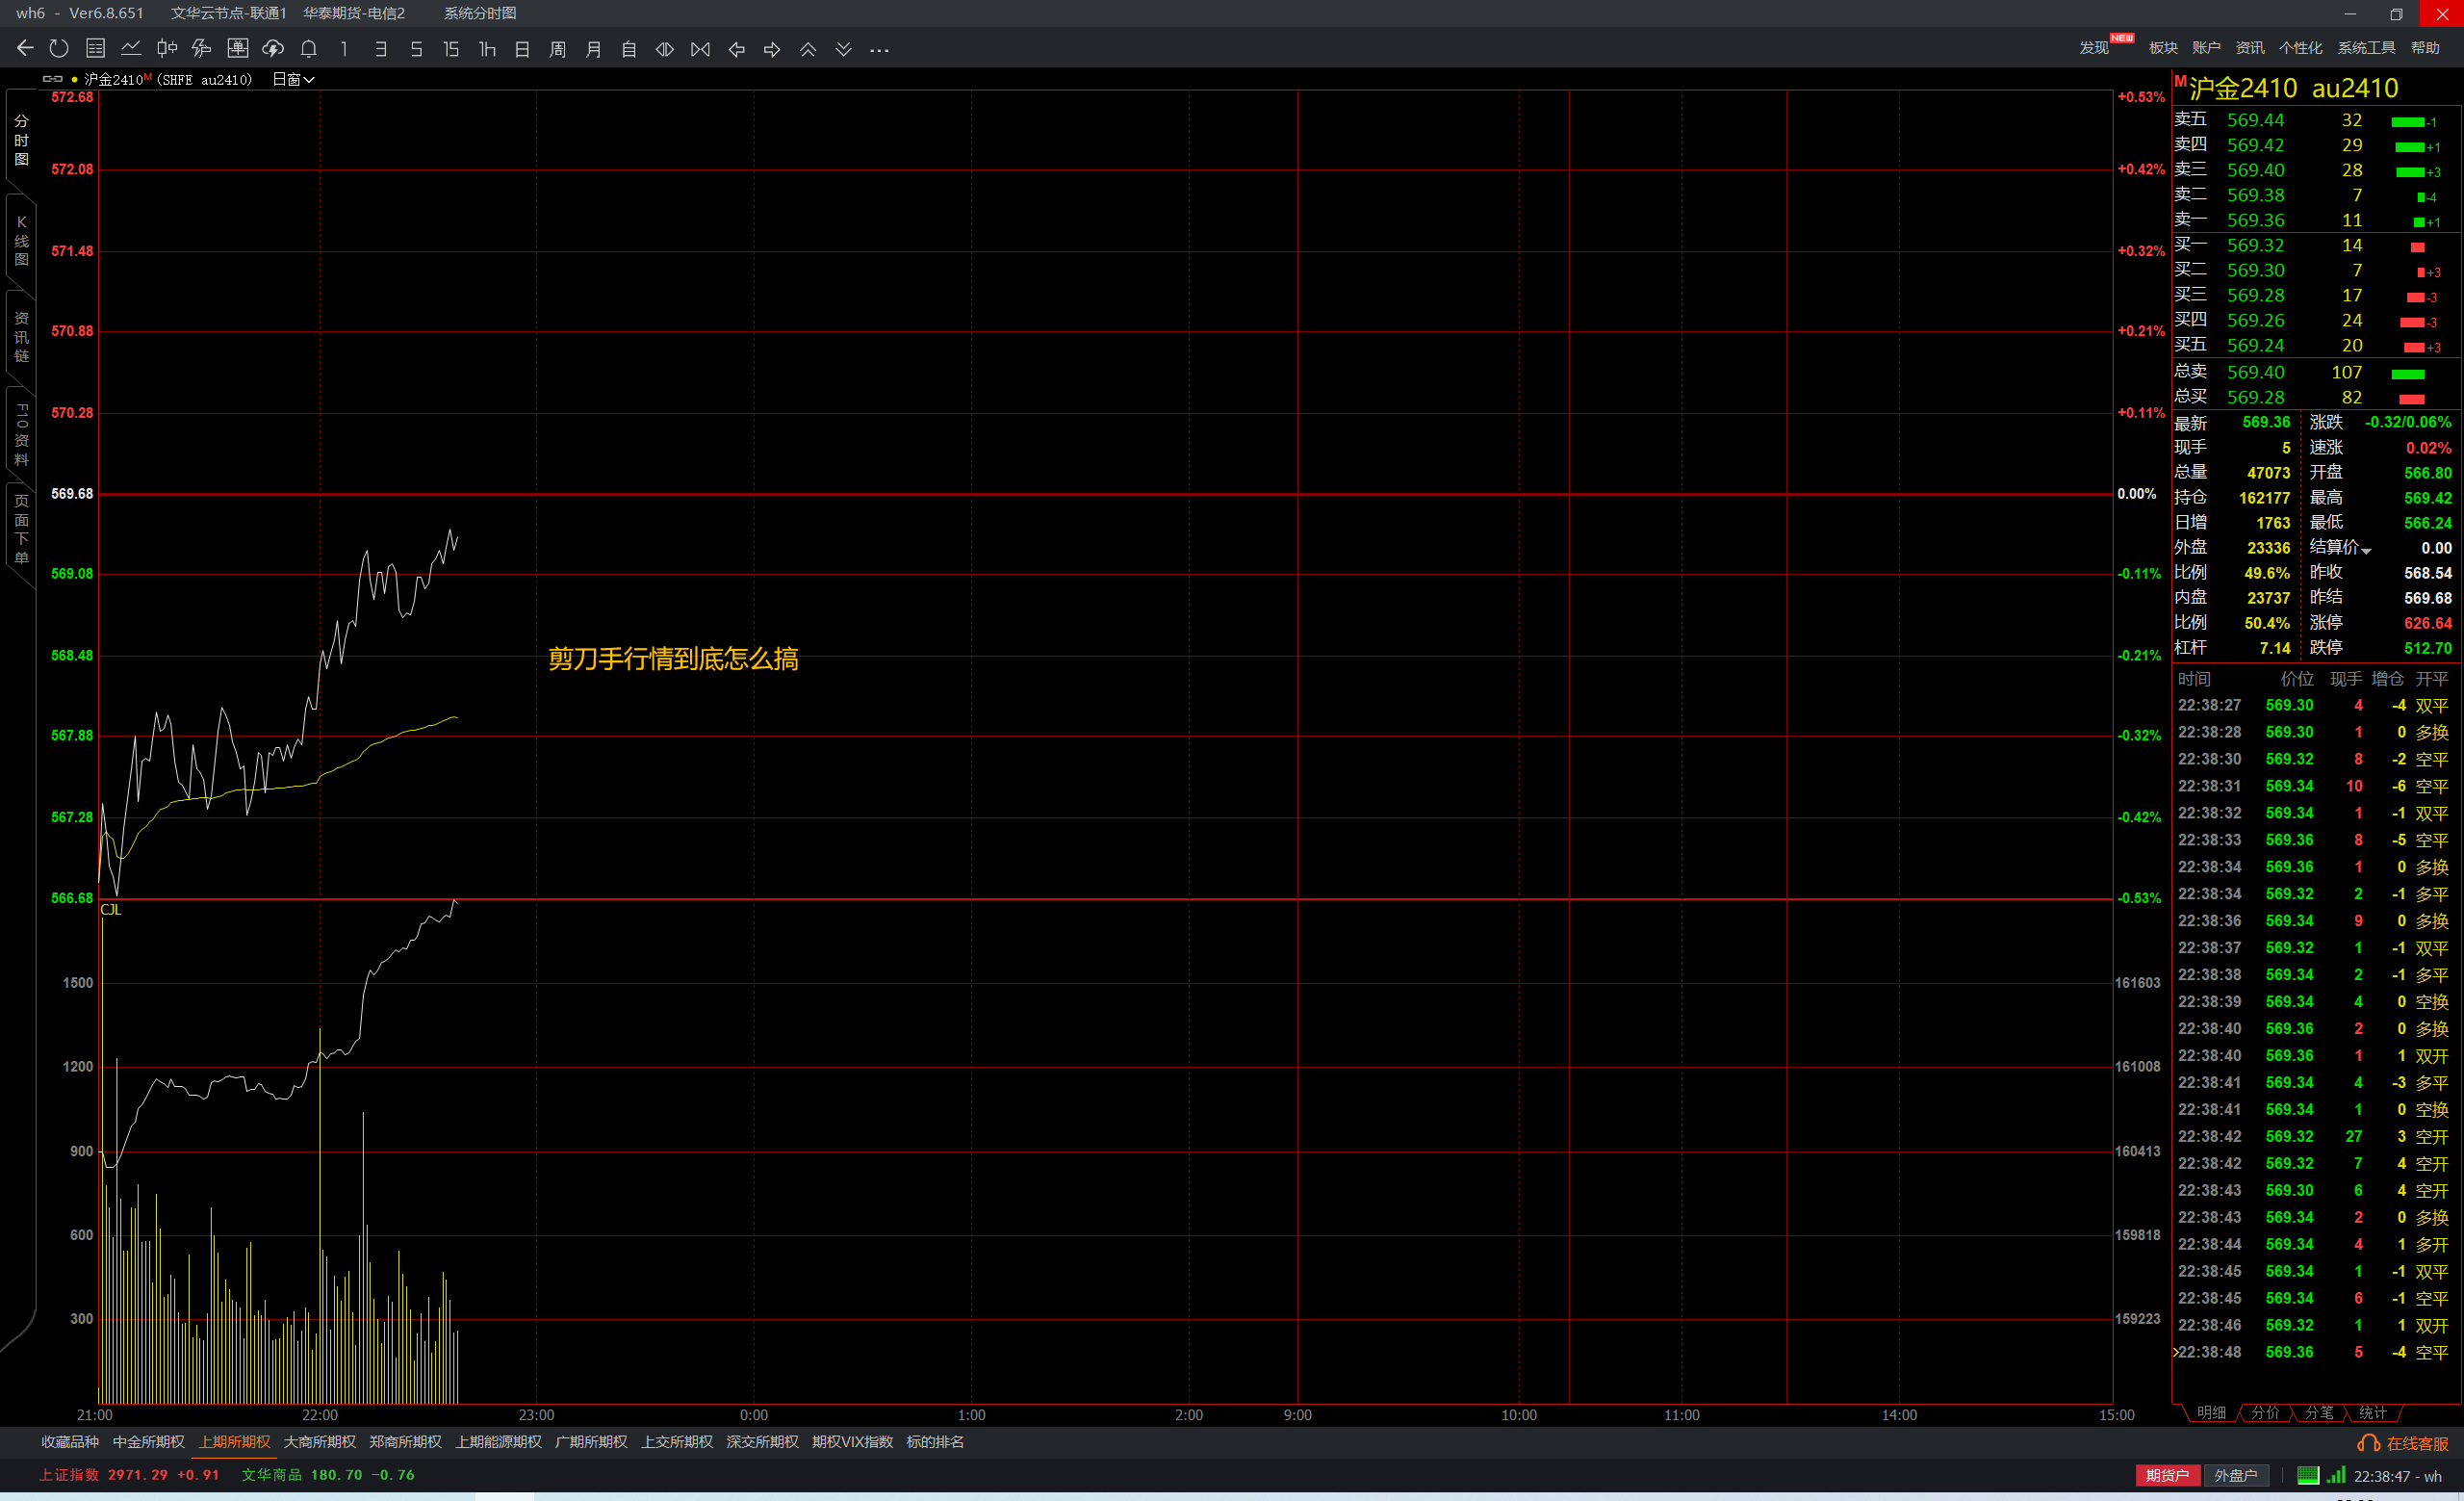 wh6 - Ver6.8.651 文华云节点-联通1 华泰期货-电信2 系统分时图
1 3 5 15 1h 日 周 月 自 ... 发现 NEW 板块 账户 资讯 个性化 系统工具 帮助
沪金2410M (SHFE au2410) 日窗
分时图
K线图
资讯链
F10资料
页面下单
572.68 +0.53%
572.08 +0.42%
571.48 +0.32%
570.88 +0.21%
570.28 +0.11%
569.68 0.00%
569.08 -0.11%
568.48 -0.21%
剪刀手行情到底怎么搞
567.88 -0.32%
567.28 -0.42%
566.68 -0.53%
CJL
1500 161603
1200 161008
900 160413
600 159818
300 159223
21:00 22:00 23:00 0:00 1:00 2:00 9:00 10:00 11:00 14:00 15:00
M 沪金2410 au2410
卖五 569.44 32 -1
卖四 569.42 29 +1
卖三 569.40 28 +3
卖二 569.38 7 -4
卖一 569.36 11 +1
买一 569.32 14
买二 569.30 7 +3
买三 569.28 17 -3
买四 569.26 24 -3
买五 569.24 20 +3
总卖 569.40 107
总买 569.28 82
最新 569.36 涨跌 -0.32/0.06%
现手 5 速涨 0.02%
总量 47073 开盘 566.80
持仓 162177 最高 569.42
日增 1763 最低 566.24
外盘 23336 结算价 0.00
比例 49.6% 昨收 568.54
内盘 23737 昨结 569.68
比例 50.4% 涨停 626.64
杠杆 7.14 跌停 512.70
时间 价位 现手 增仓 开平
22:38:27 569.30 4 -4 双平
22:38:28 569.30 1 0 多换
22:38:30 569.32 8 -2 空平
22:38:31 569.34 10 -6 空平
22:38:32 569.34 1 -1 双平
22:38:33 569.36 8 -5 空平
22:38:34 569.36 1 0 多换
22:38:34 569.32 2 -1 多平
22:38:36 569.34 9 0 多换
22:38:37 569.32 1 -1 双平
22:38:38 569.34 2 -1 多平
22:38:39 569.34 4 0 空换
22:38:40 569.36 2 0 多换
22:38:40 569.36 1 1 双开
22:38:41 569.34 4 -3 多平
22:38:41 569.34 1 0 空换
22:38:42 569.32 27 3 空开
22:38:42 569.32 7 4 空开
22:38:43 569.30 6 4 空开
22:38:43 569.34 2 0 多换
22:38:44 569.34 4 1 多开
22:38:45 569.34 1 -1 双平
22:38:45 569.34 6 -1 空平
22:38:46 569.32 1 1 双开
22:38:48 569.36 5 -4 空平
明细 分价 分笔 统计
收藏品种 中金所期权 上期所期权 大商所期权 郑商所期权 上期能源期权 广期所期权 上交所期权 深交所期权 期权VIX指数 标的排名 在线客服
上证指数 2971.29 +0.91 文华商品 180.70 -0.76 期货户 外盘户 22:38:47 - wh